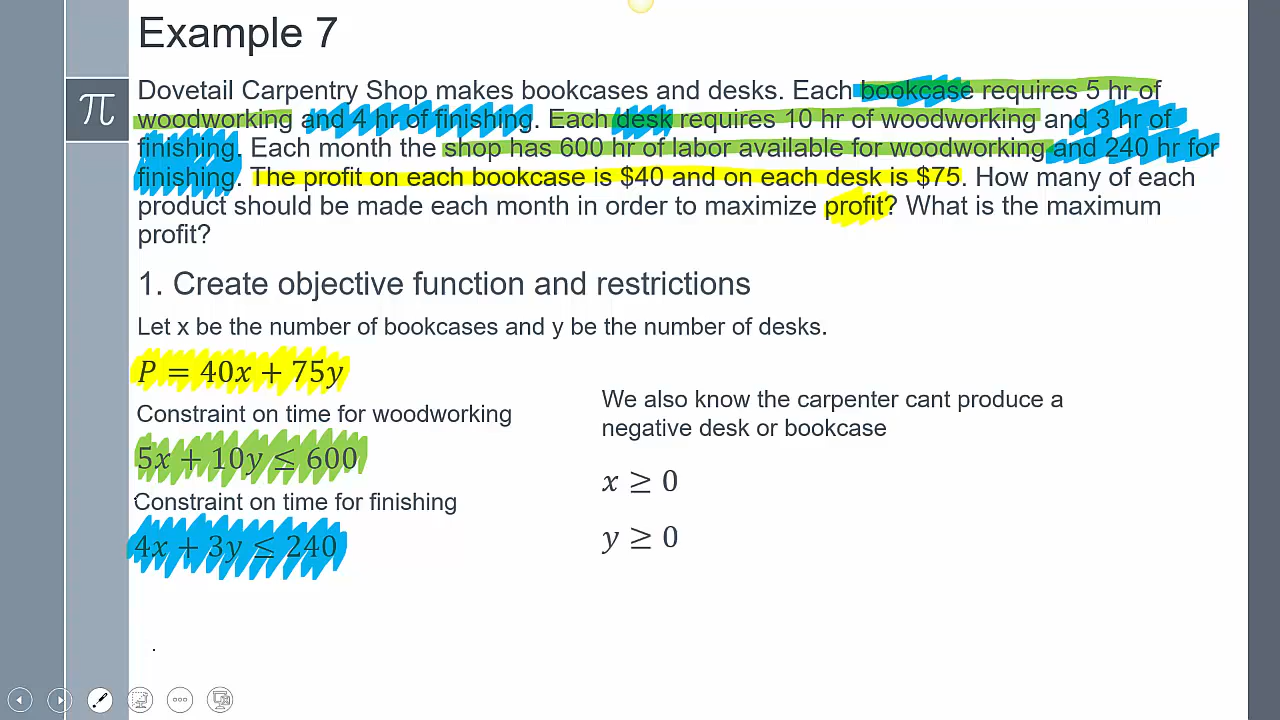 Example 7
π
Dovetail Carpentry Shop makes bookcases and desks. Each bookcase requires 5 hr of
woodworking and 4 hr of finishing. Each desk requires 10 hr of woodworking and 3 hr of
finishing. Each month the shop has 600 hr of labor available for woodworking and 240 hr for
finishing. The profit on each bookcase is $40 and on each desk is $75. How many of each
product should be made each month in order to maximize profit? What is the maximum
profit?
1. Create objective function and restrictions
Let x be the number of bookcases and y be the number of desks.
P = 40x + 75y
Constraint on time for woodworking
5x + 10y ≤ 600
Constraint on time for finishing
4x + 3y ≤ 240
We also know the carpenter cant produce a
negative desk or bookcase
x ≥ 0
y ≥ 0